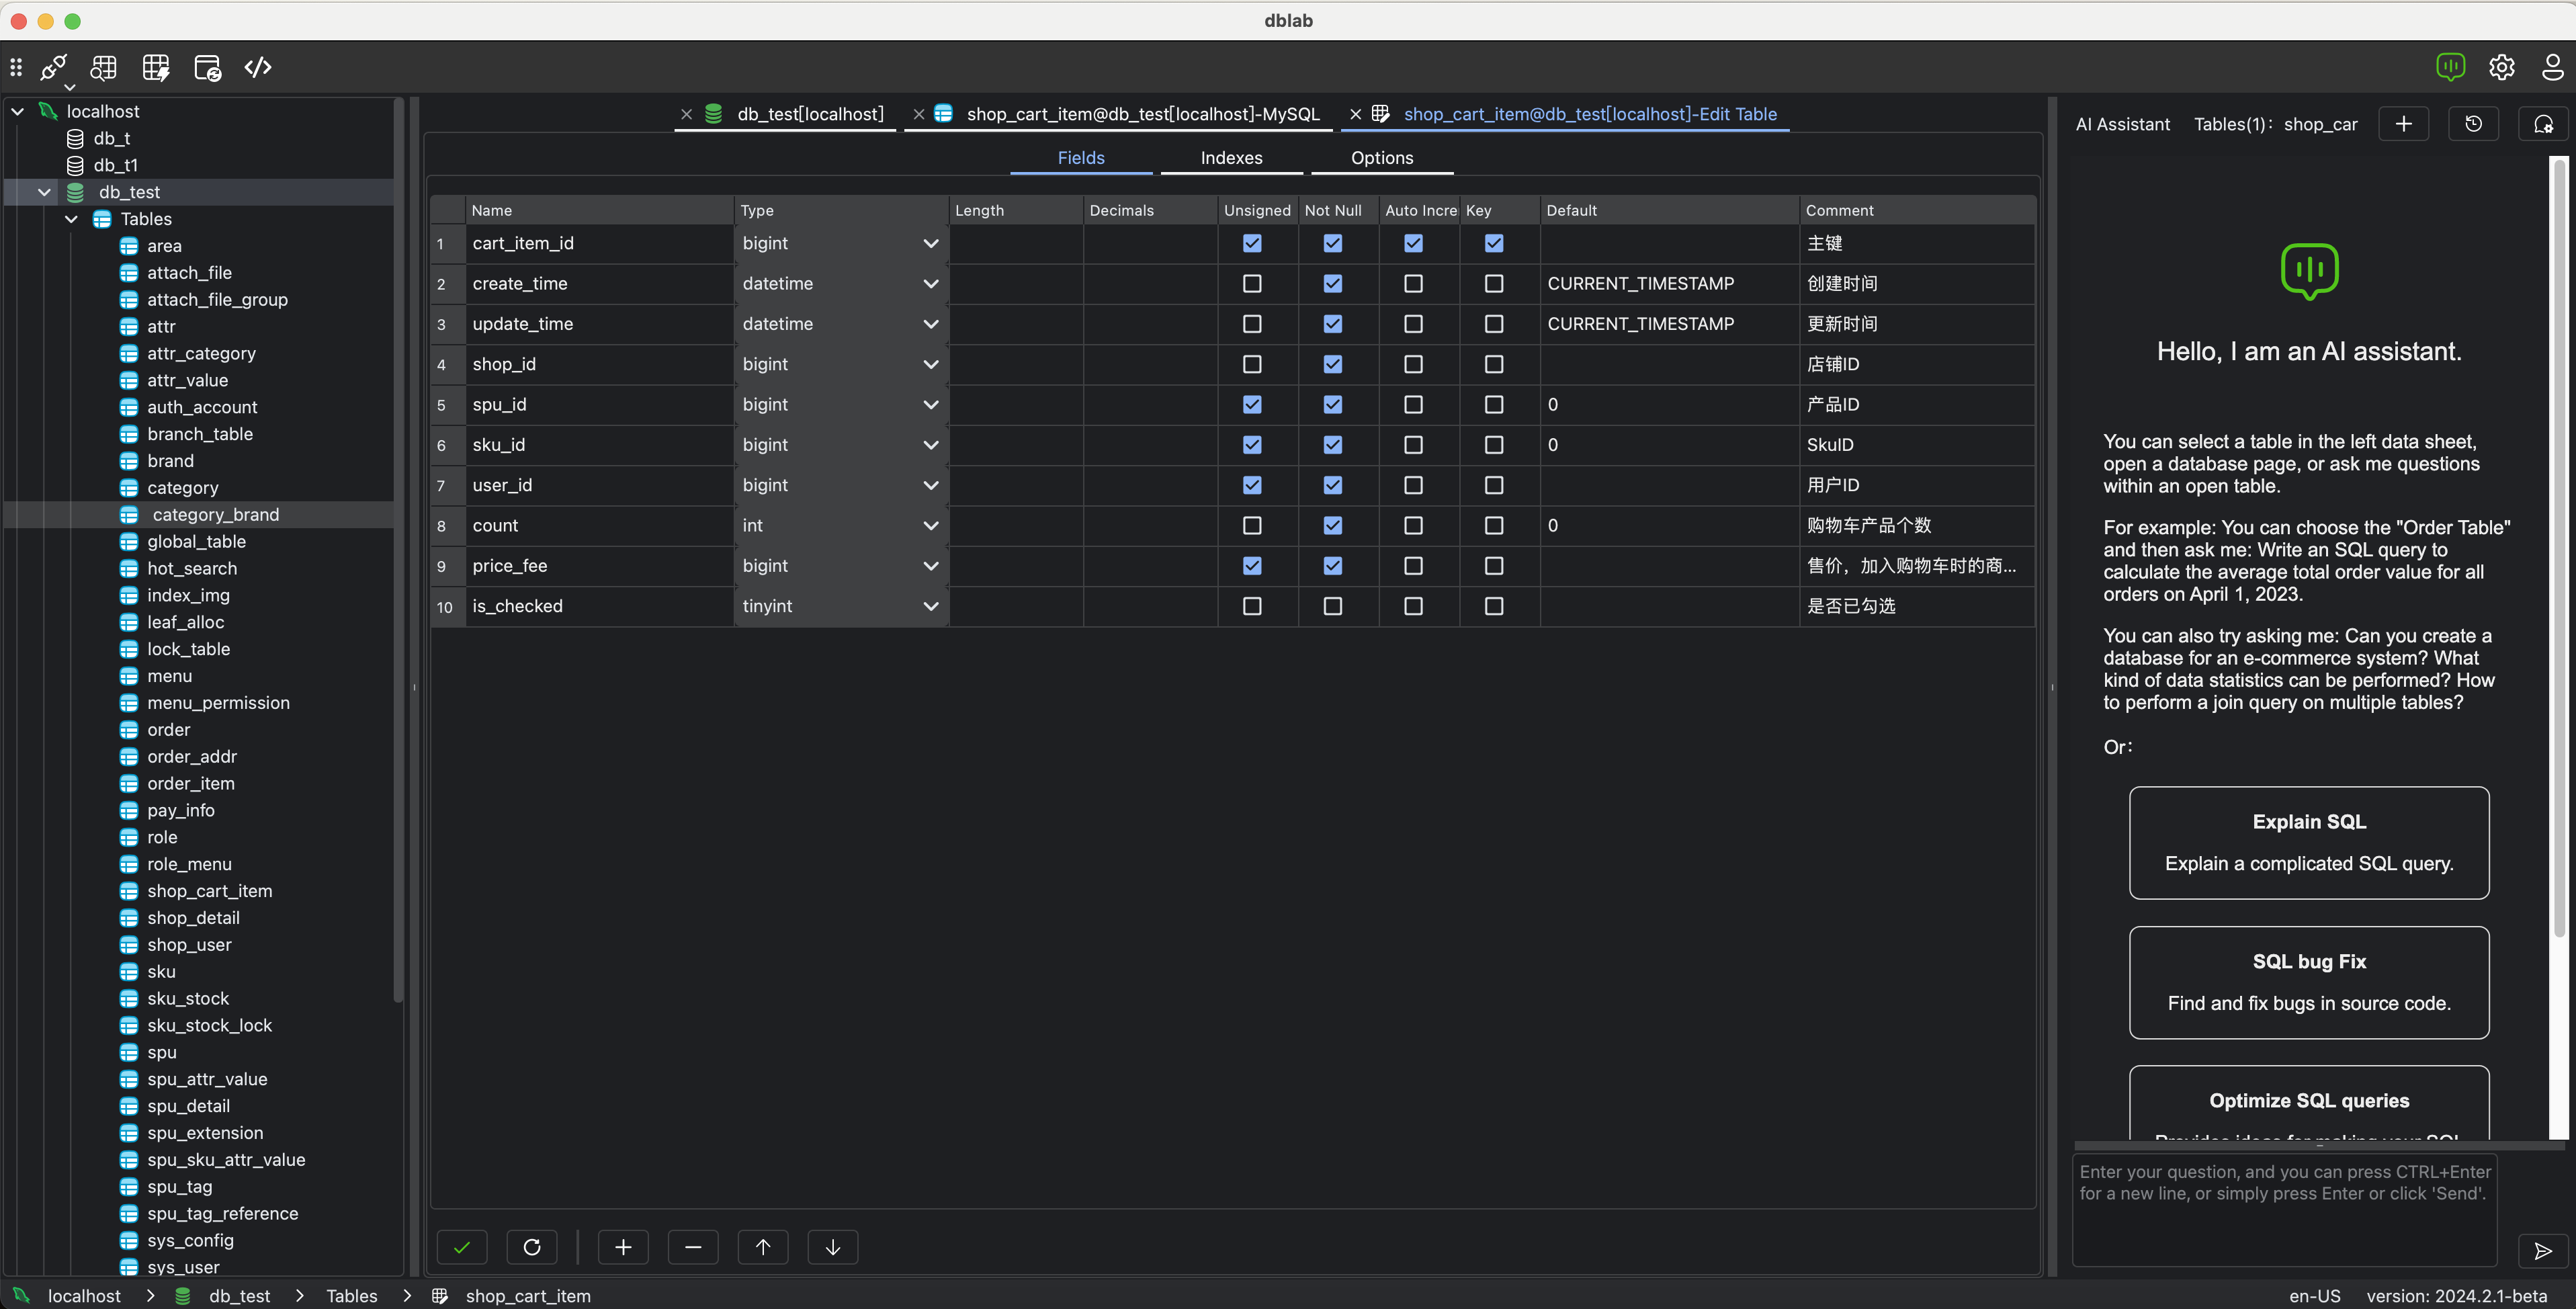 dblab
localhost
db_t
db_t1
db_test
Tables
area
attach_file
attach_file_group
attr
attr_category
attr_value
auth_account
branch_table
brand
category
category_brand
global_table
hot_search
index_img
leaf_alloc
lock_table
menu
menu_permission
order
order_addr
order_item
pay_info
role
role_menu
shop_cart_item
shop_detail
shop_user
sku
sku_stock
sku_stock_lock
spu
spu_attr_value
spu_detail
spu_extension
spu_sku_attr_value
spu_tag
spu_tag_reference
sys_config
sys_user
db_test[localhost] shop_cart_item@db_test[localhost]-MySQL shop_cart_item@db_test[localhost]-Edit Table
Fields Indexes Options
Name Type Length Decimals Unsigned Not Null Auto Incre Key Default Comment
1 cart_item_id bigint 主键
2 create_time datetime CURRENT_TIMESTAMP 创建时间
3 update_time datetime CURRENT_TIMESTAMP 更新时间
4 shop_id bigint 店铺ID
5 spu_id bigint 0 产品ID
6 sku_id bigint 0 SkuID
7 user_id bigint 用户ID
8 count int 0 购物车产品个数
9 price_fee bigint 售价，加入购物车时的商...
10 is_checked tinyint 是否已勾选
AI Assistant Tables(1)： shop_car
Hello, I am an AI assistant.
You can select a table in the left data sheet,
open a database page, or ask me questions
within an open table.
For example: You can choose the "Order Table"
and then ask me: Write an SQL query to
calculate the average total order value for all
orders on April 1, 2023.
You can also try asking me: Can you create a
database for an e-commerce system? What
kind of data statistics can be performed? How
to perform a join query on multiple tables?
Or：
Explain SQL
Explain a complicated SQL query.
SQL bug Fix
Find and fix bugs in source code.
Optimize SQL queries
Provides ideas for making your SQL
Enter your question, and you can press CTRL+Enter
for a new line, or simply press Enter or click 'Send'.
localhost > db_test > Tables > shop_cart_item
en-US version: 2024.2.1-beta